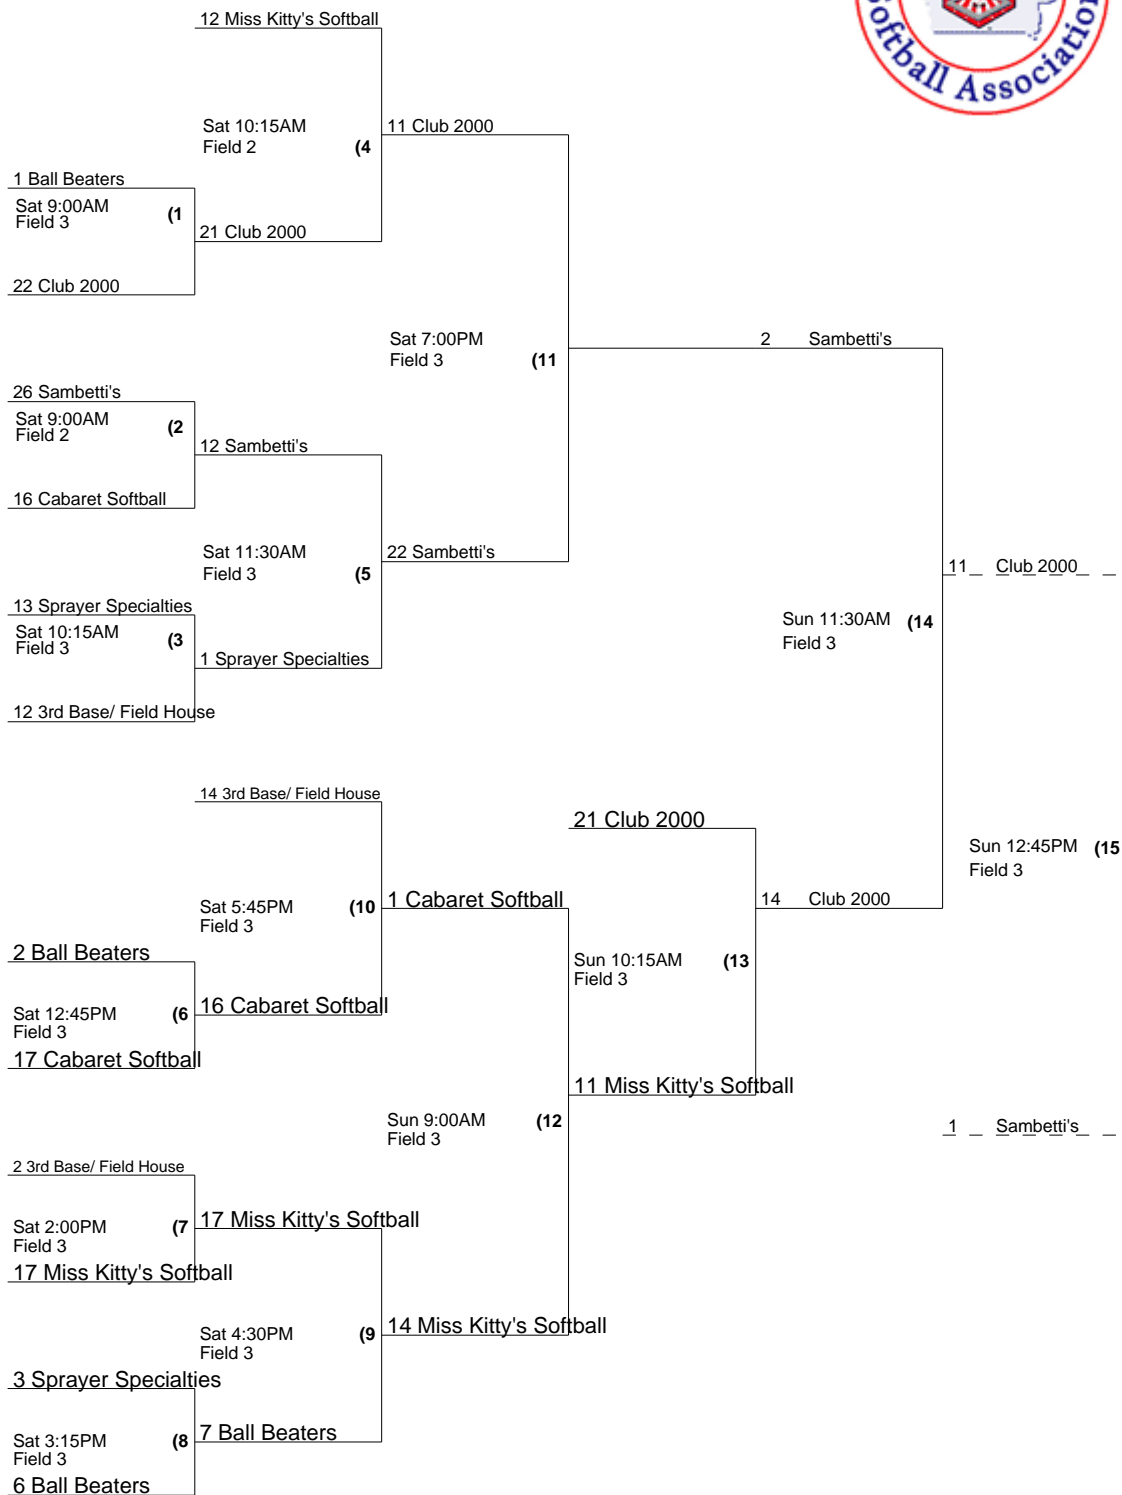 12 Miss Kitty's Softball
Softball Association
Sat 10:15AM
Field 2
(4
11 Club 2000
1 Ball Beaters
Sat 9:00AM
Field 3
(1
21 Club 2000
22 Club 2000
Sat 7:00PM
Field 3
(11
2 Sambetti's
26 Sambetti's
Sat 9:00AM
Field 2
(2
12 Sambetti's
16 Cabaret Softball
Sat 11:30AM
Field 3
(5
22 Sambetti's
11 Club 2000
13 Sprayer Specialties
Sat 10:15AM
Field 3
(3
1 Sprayer Specialties
Sun 11:30AM
Field 3
(14
12 3rd Base/ Field House
14 3rd Base/ Field House
21 Club 2000
Sun 12:45PM
Field 3
(15
Sat 5:45PM
Field 3
(10
1 Cabaret Softball
14 Club 2000
2 Ball Beaters
Sun 10:15AM
Field 3
(13
Sat 12:45PM
Field 3
(6
16 Cabaret Softball
17 Cabaret Softball
11 Miss Kitty's Softball
Sun 9:00AM
Field 3
(12
1 Sambetti's
2 3rd Base/ Field House
Sat 2:00PM
Field 3
(7
17 Miss Kitty's Softball
17 Miss Kitty's Softball
Sat 4:30PM
Field 3
(9
14 Miss Kitty's Softball
3 Sprayer Specialties
Sat 3:15PM
Field 3
(8
7 Ball Beaters
6 Ball Beaters